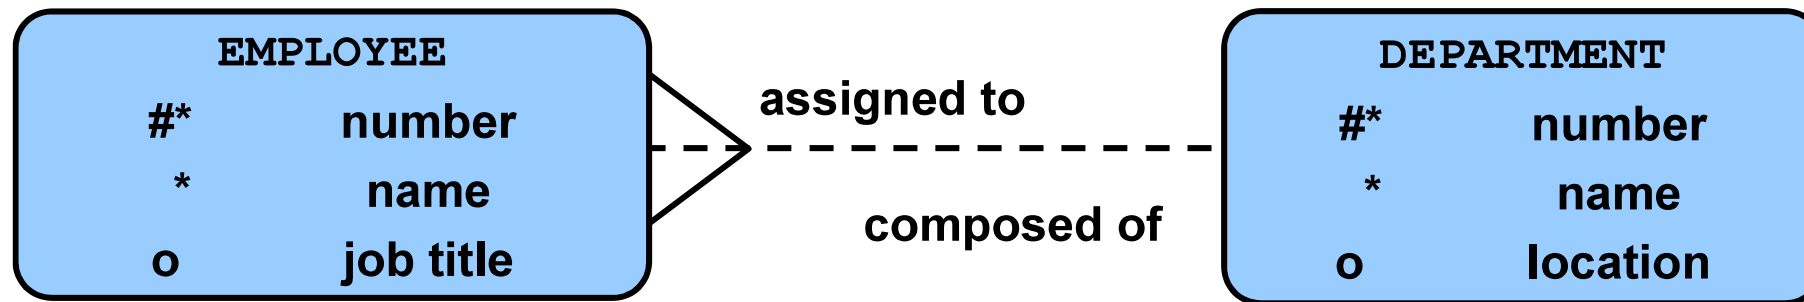 EMPLOYEE
#* number
* name
o job title
assigned to
composed of
DEPARTMENT
#* number
* name
o location